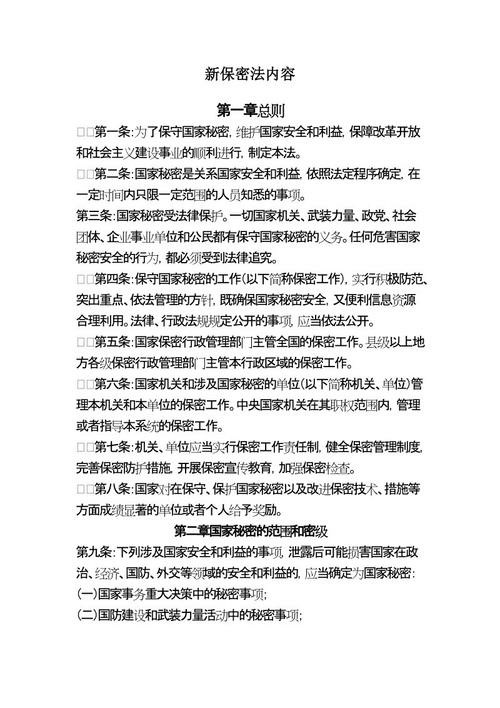 新保密法内容
第一章总则
□□第一条:为了保守国家秘密, 维护国家安全和利益, 保障改革开放
和社会主义建设事业的顺利进行, 制定本法。
□□第二条:国家秘密是关系国家安全和利益, 依照法定程序确定, 在
一定时间内只限一定范围的人员知悉的事项。
第三条:国家秘密受法律保护。一切国家机关、武装力量、政党、社会
团体、企业事业单位和公民都有保守国家秘密的义务。任何危害国家
秘密安全的行为, 都必须受到法律追究。
□□第四条:保守国家秘密的工作(以下简称保密工作), 实行积极防范、
突出重点、依法管理的方针, 既确保国家秘密安全, 又便利信息资源
合理利用。法律、行政法规规定公开的事项, 应当依法公开。
□□第五条:国家保密行政管理部门主管全国的保密工作。县级以上地
方各级保密行政管理部门主管本行政区域的保密工作。
□□第六条:国家机关和涉及国家秘密的单位(以下简称机关、单位)管
理本机关和本单位的保密工作。中央国家机关在其职权范围内, 管理
或者指导本系统的保密工作。
□□第七条:机关、单位应当实行保密工作责任制, 健全保密管理制度,
完善保密防护措施, 开展保密宣传教育, 加强保密检查。
□□第八条:国家对在保守、保护国家秘密以及改进保密技术、措施等
方面成绩显著的单位或者个人给予奖励。
第二章国家秘密的范围和密级
第九条:下列涉及国家安全和利益的事项, 泄露后可能损害国家在政
治、经济、国防、外交等领域的安全和利益的, 应当确定为国家秘密:
(一)国家事务重大决策中的秘密事项;
(二)国防建设和武装力量活动中的秘密事项;